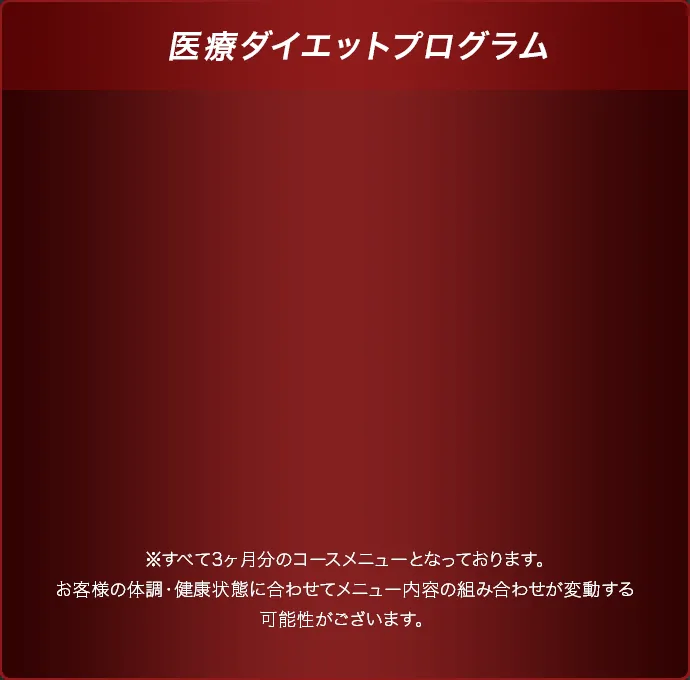 医療ダイエットプログラム
※すべて3ヶ月分のコースメニューとなっております。
お客様の体調・健康状態に合わせてメニュー内容の組み合わせが変動する
可能性がございます。